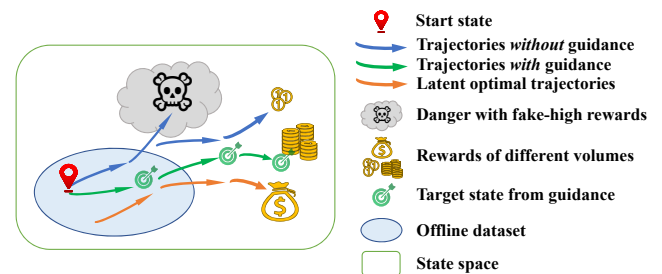 Start state
Trajectories without guidance
Trajectories with guidance
Latent optimal trajectories
Danger with fake-high rewards
Rewards of different volumes
Target state from guidance
Offline dataset
State space